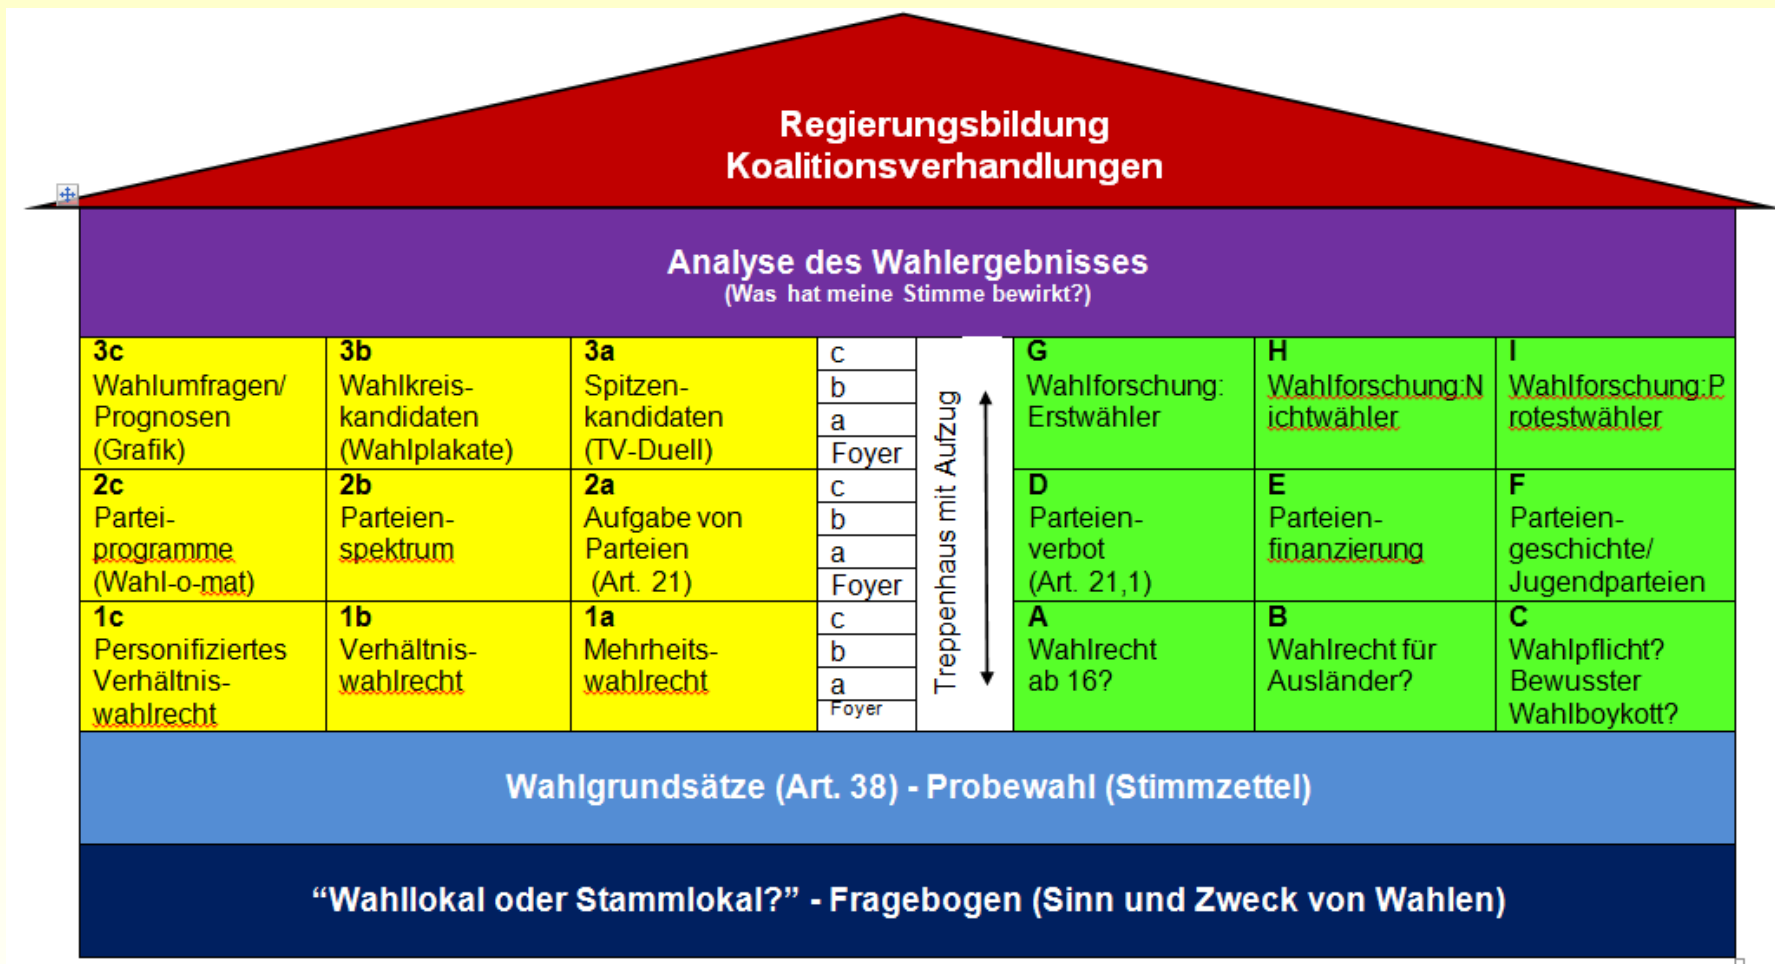 Regierungsbildung
Koalitionsverhandlungen
Analyse des Wahlergebnisses
(Was hat meine Stimme bewirkt?)
3c
Wahlumfragen/
Prognosen
(Grafik)
3b
Wahlkreis-
kandidaten
(Wahlplakate)
3a
Spitzen-
kandidaten
(TV-Duell)
c
b
a
Foyer
G
Wahlforschung:
Erstwähler
H
Wahlforschung:N
ichtwähler
I
Wahlforschung:P
rotestwähler
2c
Partei-
programme
(Wahl-o-mat)
2b
Parteien-
spektrum
2a
Aufgabe von
Parteien
(Art. 21)
c
b
a
Foyer
Treppenhaus mit Aufzug
D
Parteien-
verbot
(Art. 21,1)
E
Parteien-
finanzierung
F
Parteien-
geschichte/
Jugendparteien
1c
Personifiziertes
Verhältnis-
wahlrecht
1b
Verhältnis-
wahlrecht
1a
Mehrheits-
wahlrecht
c
b
a
Foyer
A
Wahlrecht
ab 16?
B
Wahlrecht für
Ausländer?
C
Wahlpflicht?
Bewusster
Wahlboykott?
Wahlgrundsätze (Art. 38) - Probewahl (Stimmzettel)
“Wahllokal oder Stammlokal?” - Fragebogen (Sinn und Zweck von Wahlen)